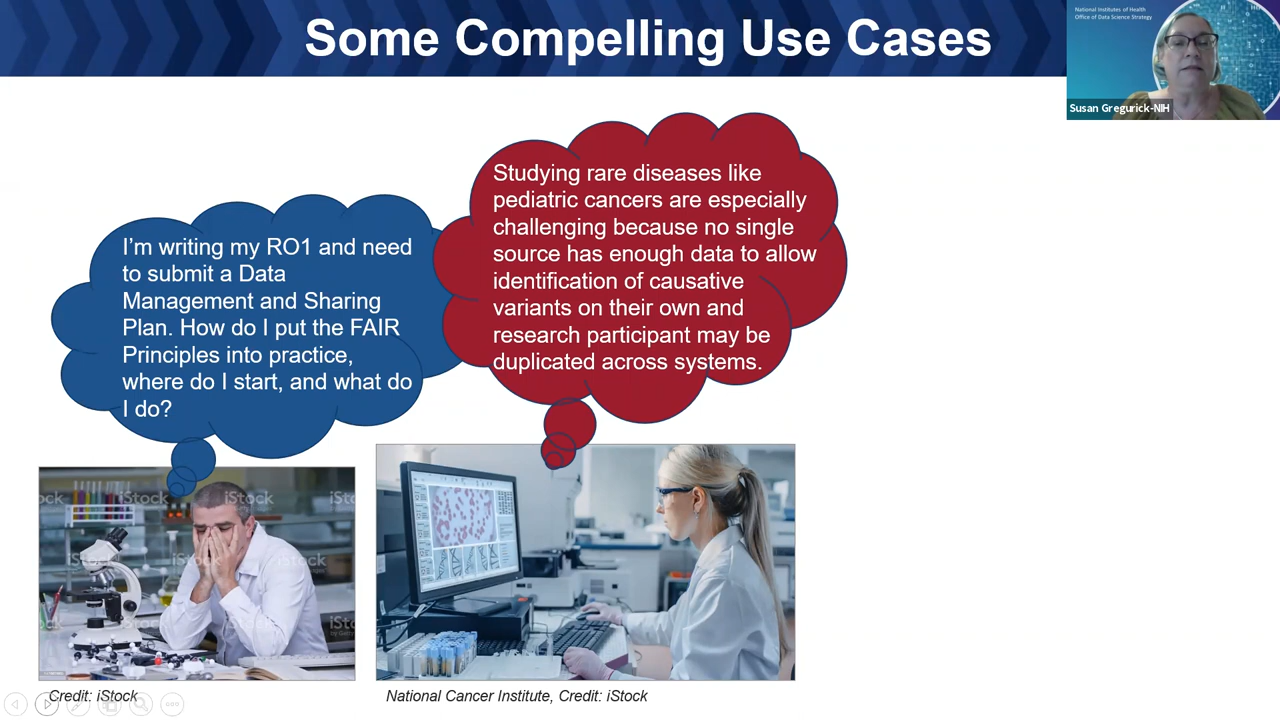 Some Compelling Use Cases
National Institutes of Health
Office of Data Science Strategy
Susan Gregurick-NIH
I'm writing my RO1 and need
to submit a Data
Management and Sharing
Plan. How do I put the FAIR
Principles into practice,
where do I start, and what do
I do?
Studying rare diseases like
pediatric cancers are especially
challenging because no single
source has enough data to allow
identification of causative
variants on their own and
research participant may be
duplicated across systems.
iStock
iStock
iStock
Credit: iStock
National Cancer Institute, Credit: iStock